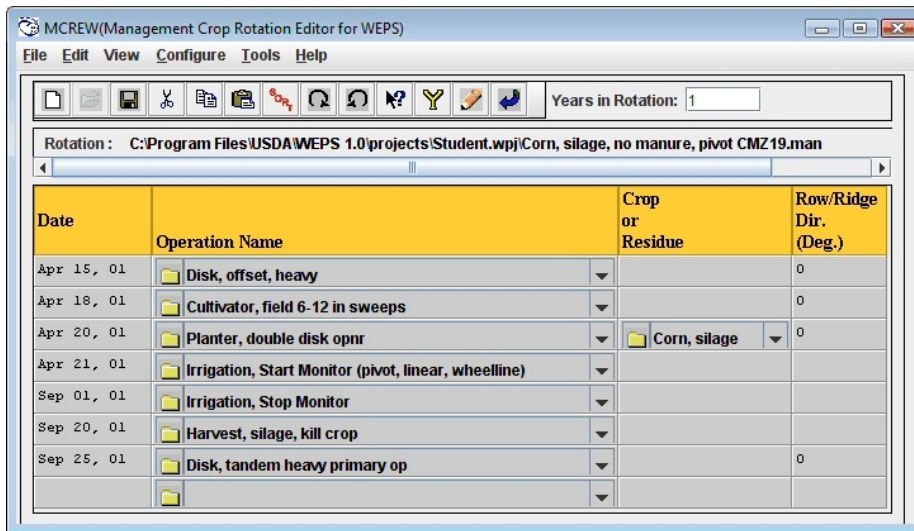 MCREW(Management Crop Rotation Editor for WEPS)
File Edit View Configure Tools Help
SORT
Years in Rotation: 1
Rotation : C:\Program Files\USDA\WEPS 1.0\projects\Student.wpj\Corn, silage, no manure, pivot CMZ19.man
Date Operation Name Crop or Residue Row/Ridge Dir. (Deg.)
Apr 15, 01 Disk, offset, heavy 0
Apr 18, 01 Cultivator, field 6-12 in sweeps 0
Apr 20, 01 Planter, double disk opnr Corn, silage 0
Apr 21, 01 Irrigation, Start Monitor (pivot, linear, wheelline)
Sep 01, 01 Irrigation, Stop Monitor
Sep 20, 01 Harvest, silage, kill crop
Sep 25, 01 Disk, tandem heavy primary op 0